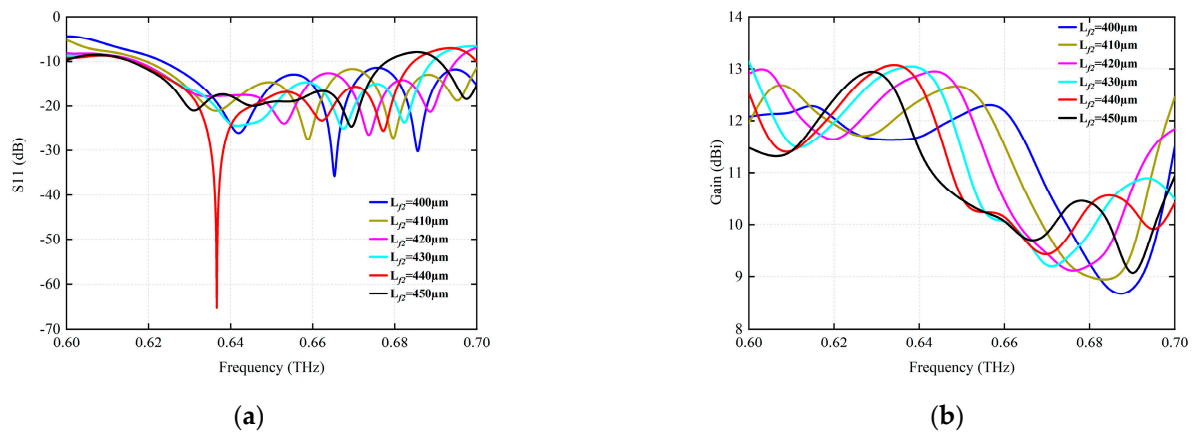 0
-10
-20
-30
-40
-50
-60
-70
S11 (dB)
L_f2=400µm
L_f2=410µm
L_f2=420µm
L_f2=430µm
L_f2=440µm
L_f2=450µm
0.60 0.62 0.64 0.66 0.68 0.70
Frequency (THz)
(a)
14
13
12
11
10
9
8
Gain (dBi)
L_f2=400µm
L_f2=410µm
L_f2=420µm
L_f2=430µm
L_f2=440µm
L_f2=450µm
0.60 0.62 0.64 0.66 0.68 0.70
Frequency (THz)
(b)